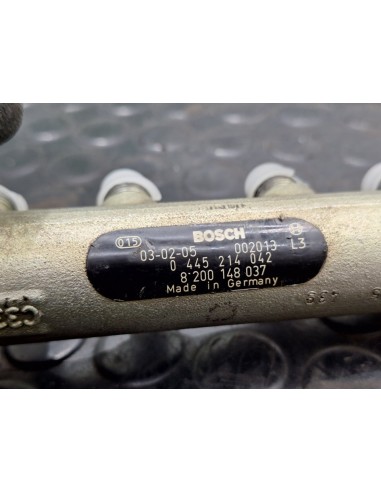 BOSCH
015 03-02-05 002013 L3
0 445 214 042
8 200 148 037
Made in Germany